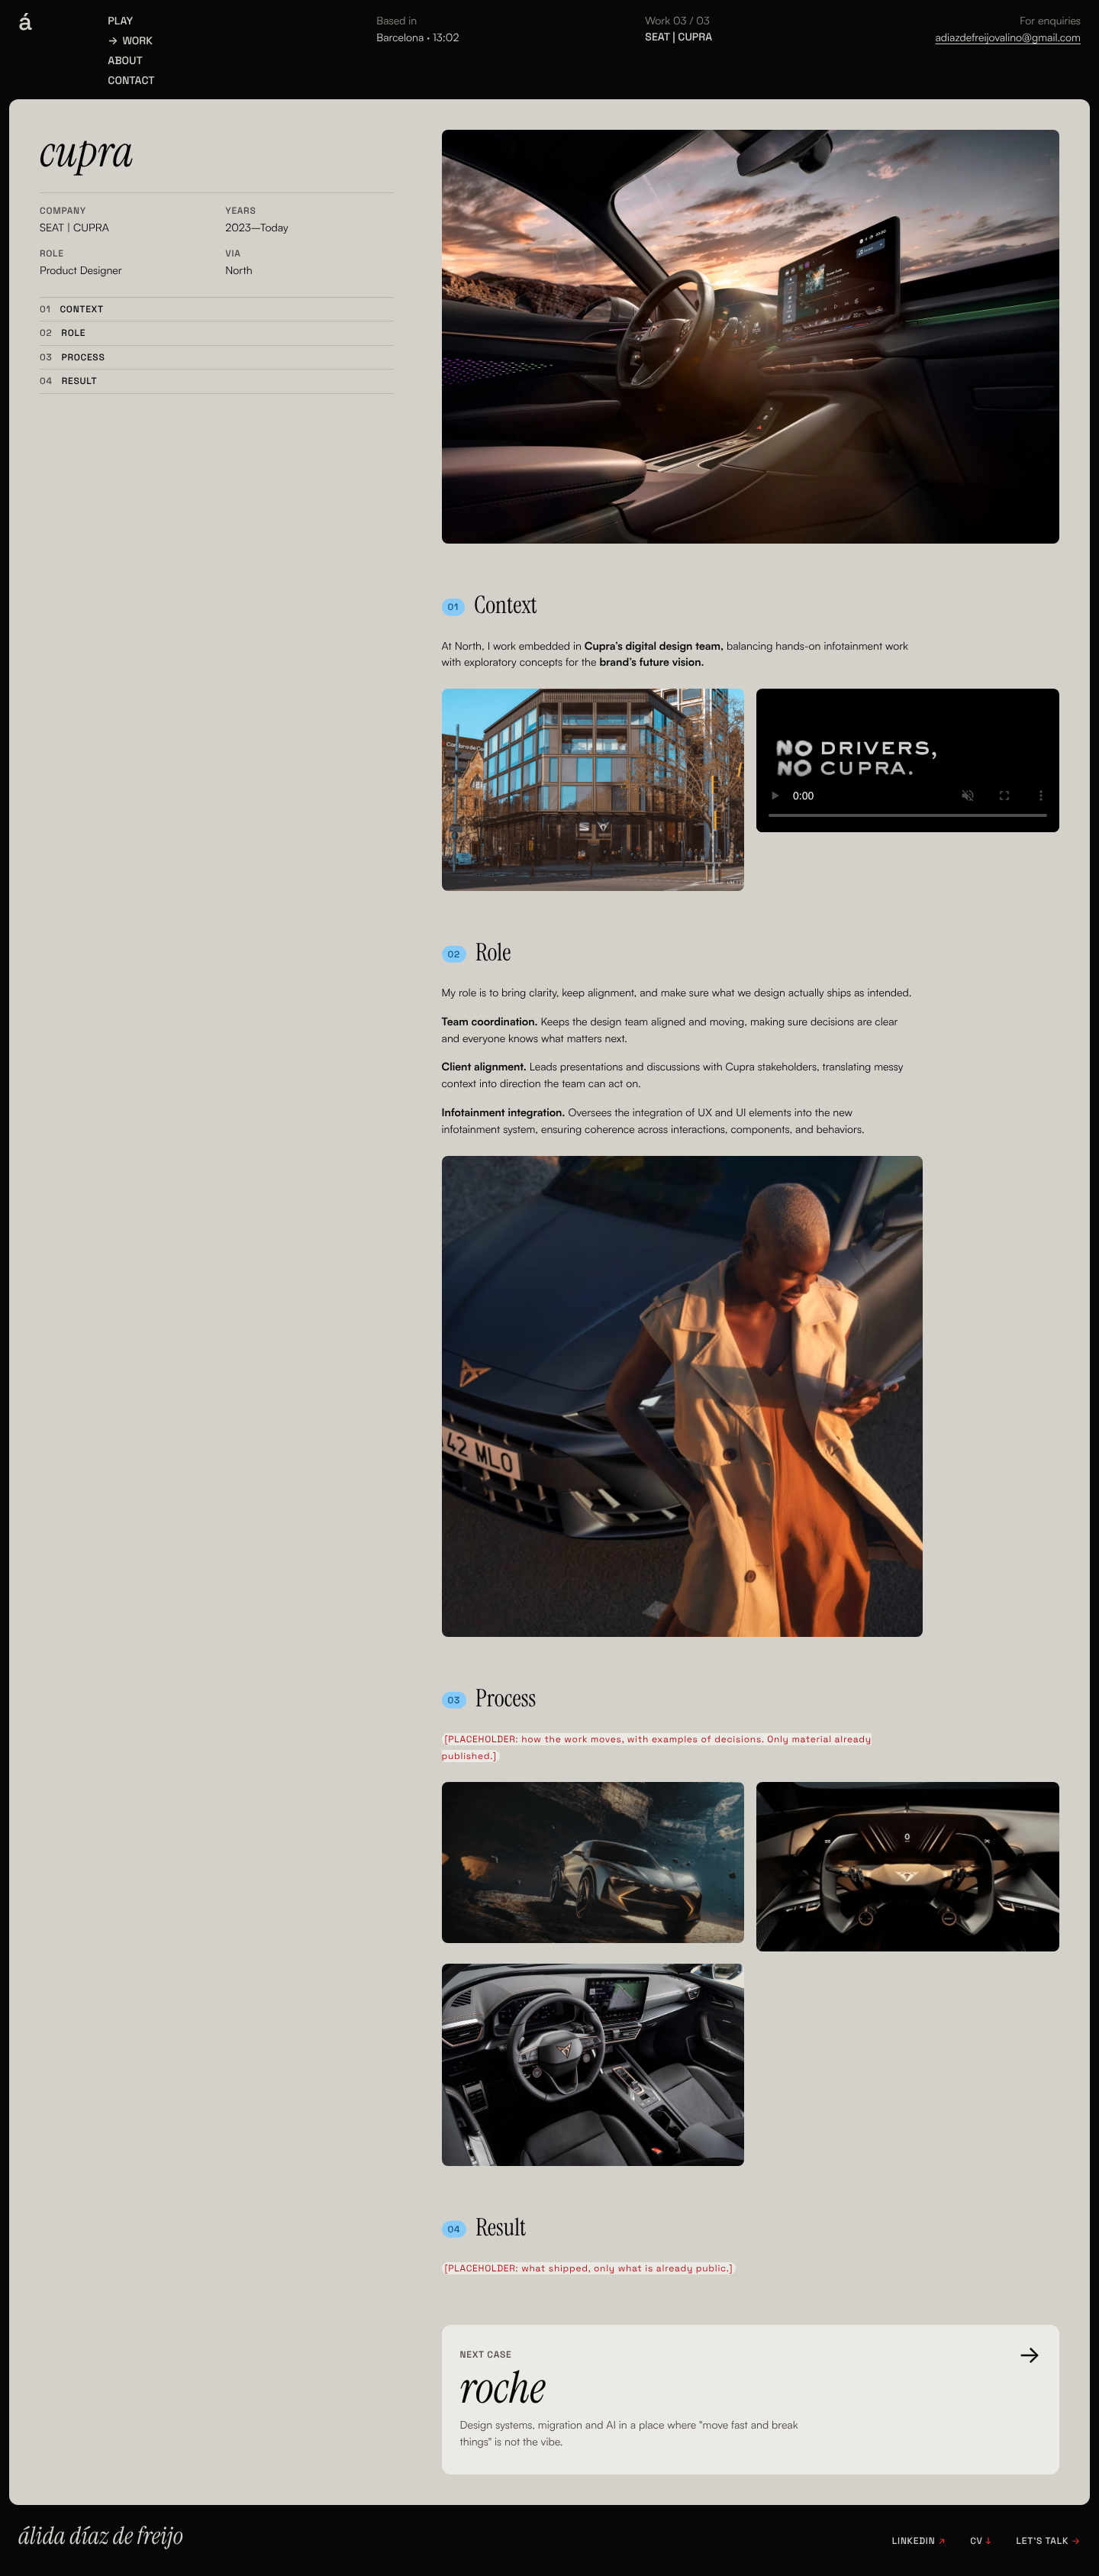 á
PLAY
→ WORK
ABOUT
CONTACT
Based in
Barcelona • 13:02
Work 03 / 03
SEAT | CUPRA
For enquiries
adiazdefreijovalino@gmail.com
cupra
COMPANY
SEAT | CUPRA
YEARS
2023—Today
ROLE
Product Designer
VIA
North
01 CONTEXT
02 ROLE
03 PROCESS
04 RESULT
01 Context
At North, I work embedded in Cupra’s digital design team, balancing hands-on infotainment work
with exploratory concepts for the brand’s future vision.
NO DRIVERS,
NO CUPRA.
0:00
02 Role
My role is to bring clarity, keep alignment, and make sure what we design actually ships as intended.
Team coordination. Keeps the design team aligned and moving, making sure decisions are clear
and everyone knows what matters next.
Client alignment. Leads presentations and discussions with Cupra stakeholders, translating messy
context into direction the team can act on.
Infotainment integration. Oversees the integration of UX and UI elements into the new
infotainment system, ensuring coherence across interactions, components, and behaviors.
42 MLO
03 Process
[PLACEHOLDER: how the work moves, with examples of decisions. Only material already
published.]
0
04 Result
[PLACEHOLDER: what shipped, only what is already public.]
NEXT CASE
→
roche
Design systems, migration and AI in a place where "move fast and break
things" is not the vibe.
álida díaz de freijo
LINKEDIN ↗
CV ↓
LET'S TALK →